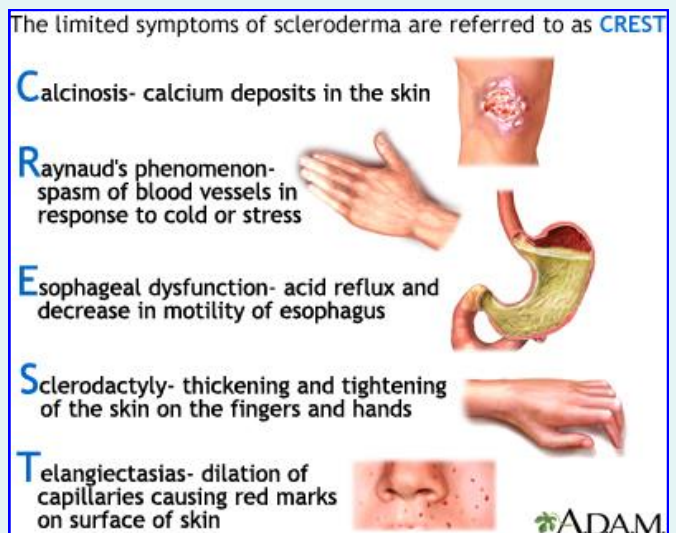 The limited symptoms of scleroderma are referred to as CREST
Calcinosis- calcium deposits in the skin
Raynaud's phenomenon-
spasm of blood vessels in
response to cold or stress
Esophageal dysfunction- acid reflux and
decrease in motility of esophagus
Sclerodactyly- thickening and tightening
of the skin on the fingers and hands
Telangiectasias- dilation of
capillaries causing red marks
on surface of skin
A.D.A.M.